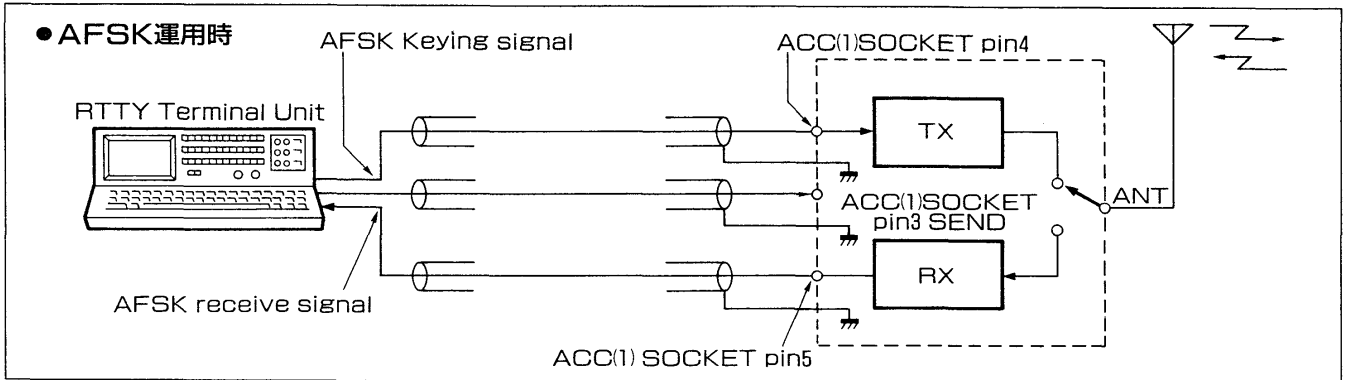 ●AFSK運用時
AFSK Keying signal
ACC(1)SOCKET pin4
RTTY Terminal Unit
TX
ACC(1)SOCKET
pin3 SEND
ANT
RX
AFSK receive signal
ACC(1) SOCKET pin5